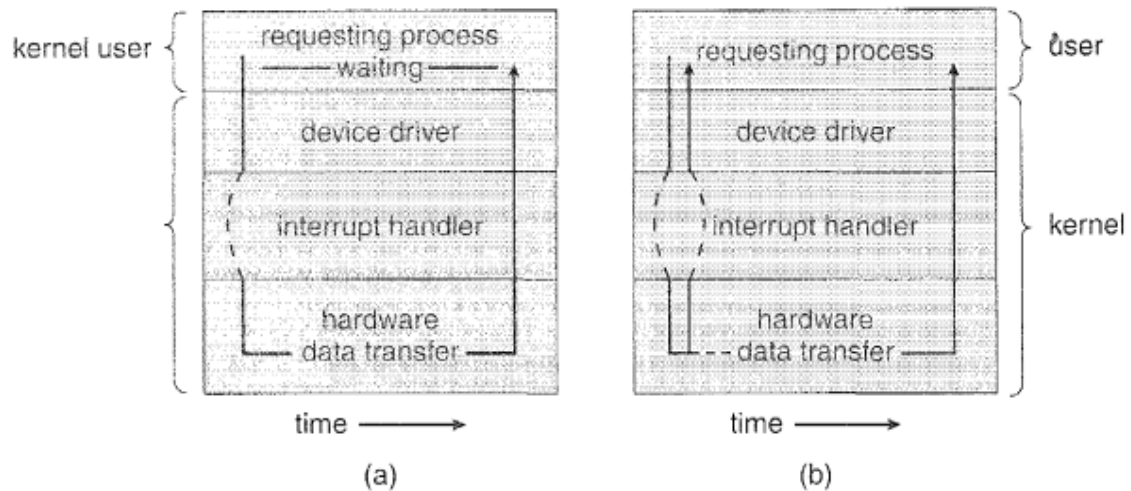 kernel user
requesting process
waiting
device driver
interrupt handler
hardware
data transfer
time
(a)
requesting process
device driver
interrupt handler
hardware
data transfer
user
kernel
time
(b)